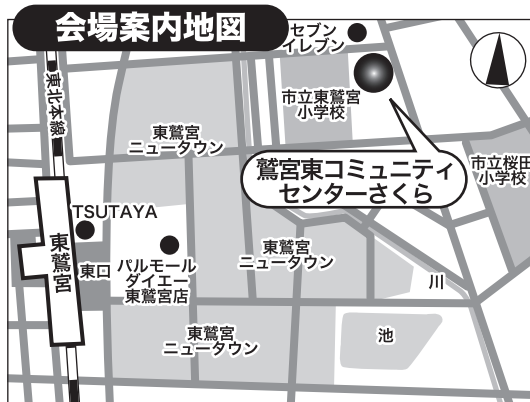 会場案内地図
セブン
イレブン
東北本線
市立東鷲宮
小学校
東鷲宮
ニュータウン
鷲宮東コミュニティ
センターさくら
市立桜田
小学校
TSUTAYA
東鷲宮
東口
パルモール
ダイエー
東鷲宮店
東鷲宮
ニュータウン
川
東鷲宮
ニュータウン
池